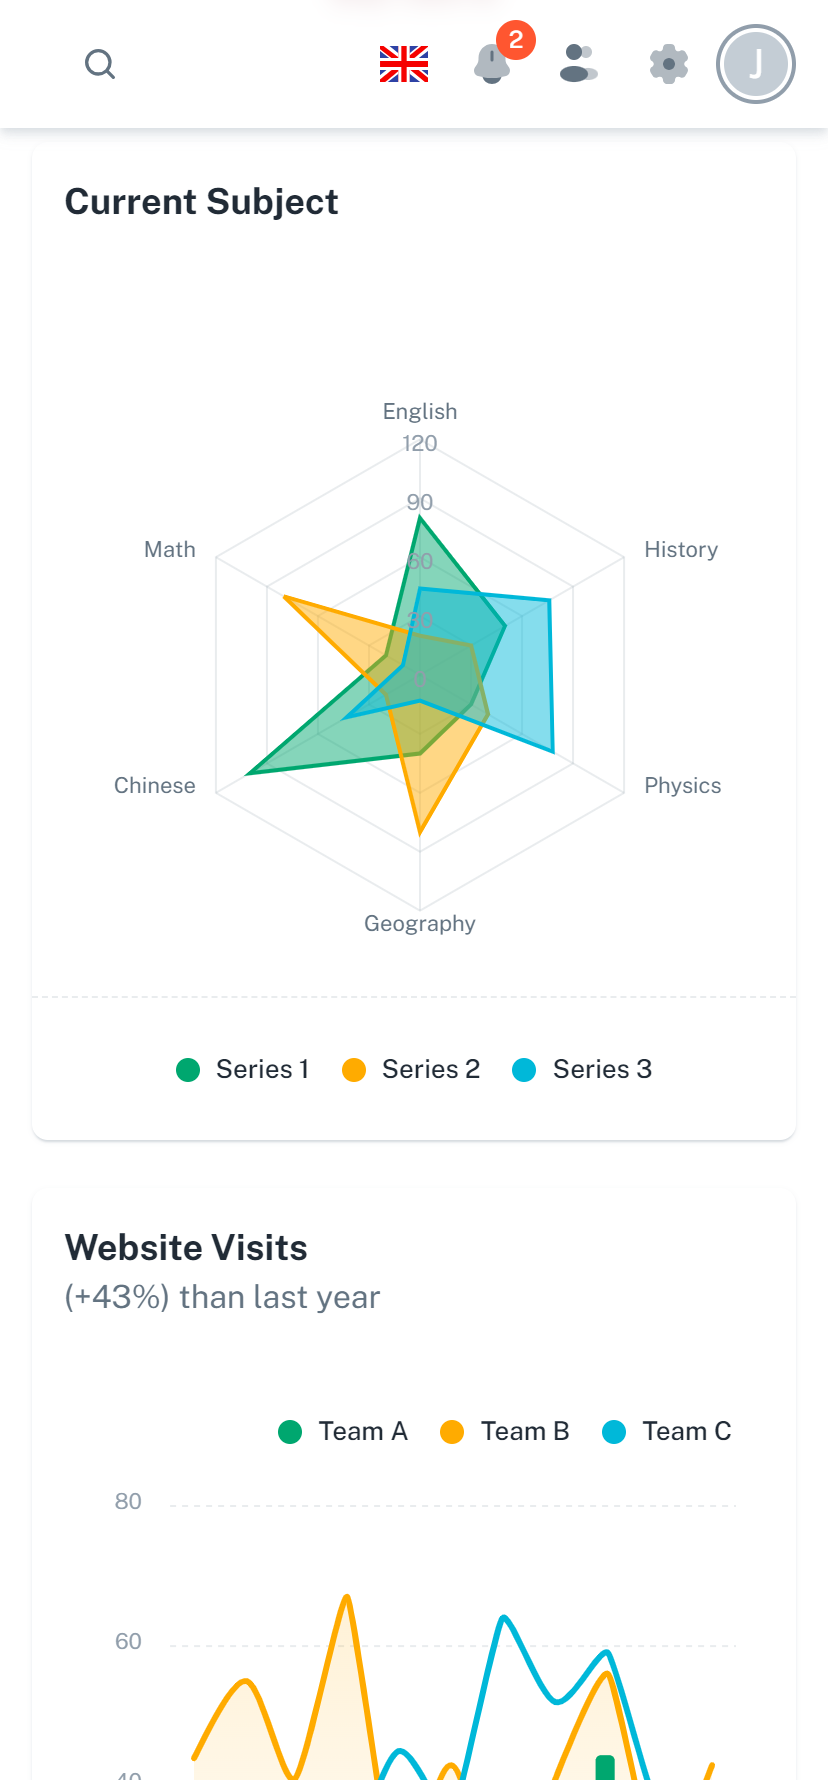 2
J
Current Subject
English
120
90
60
30
0
Math
History
Chinese
Physics
Geography
Series 1
Series 2
Series 3
Website Visits
(+43%) than last year
Team A
Team B
Team C
80
60
40